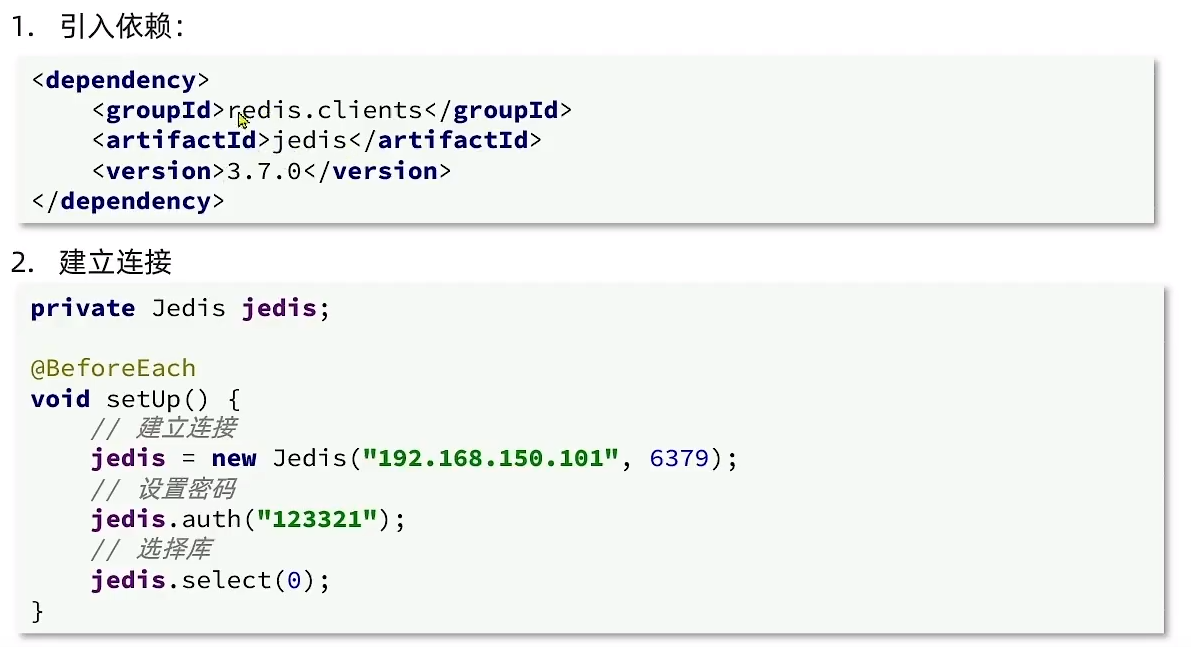 1. 引入依赖：
<dependency>
    <groupId>redis.clients</groupId>
    <artifactId>jedis</artifactId>
    <version>3.7.0</version>
</dependency>
2. 建立连接
private Jedis jedis;
@BeforeEach
void setUp() {
    // 建立连接
    jedis = new Jedis("192.168.150.101", 6379);
    // 设置密码
    jedis.auth("123321");
    // 选择库
    jedis.select(0);
}